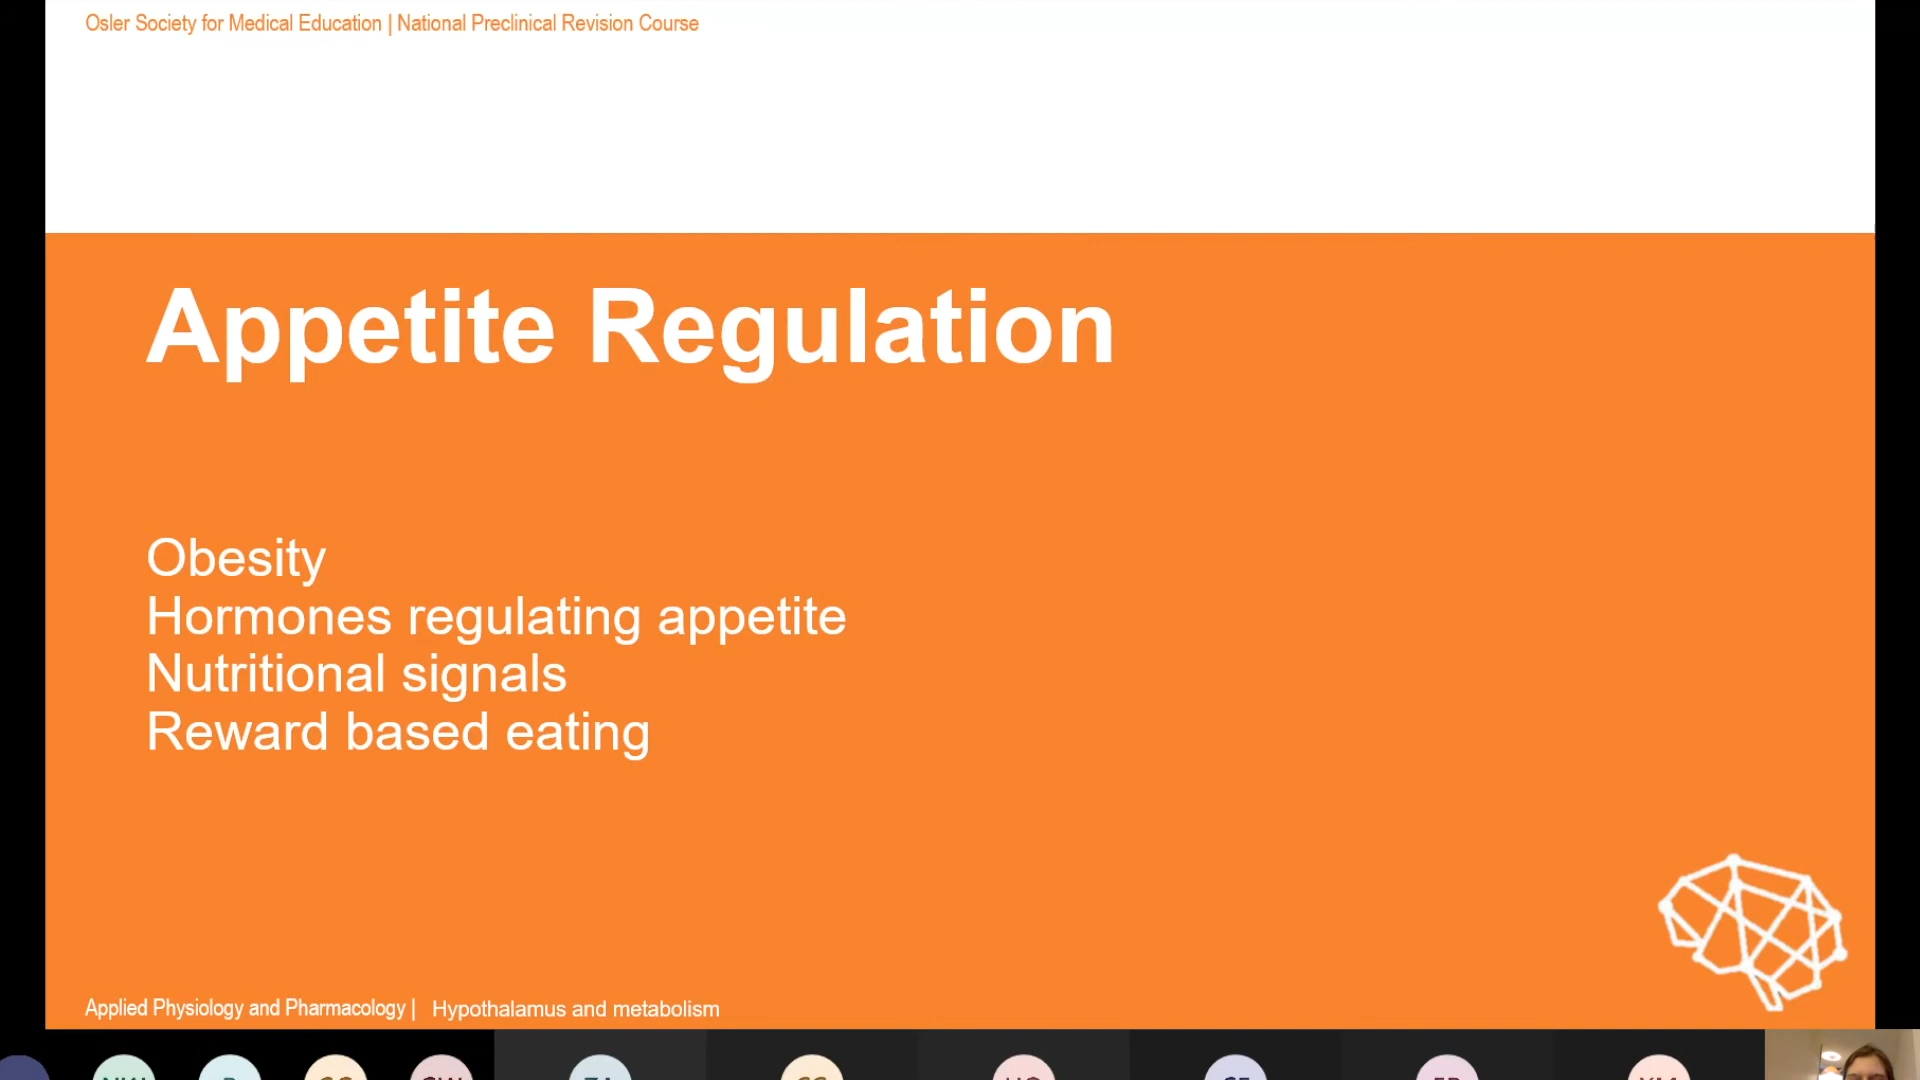 Osler Society for Medical Education | National Preclinical Revision Course
Appetite Regulation
Obesity
Hormones regulating appetite
Nutritional signals
Reward based eating
Applied Physiology and Pharmacology | Hypothalamus and metabolism